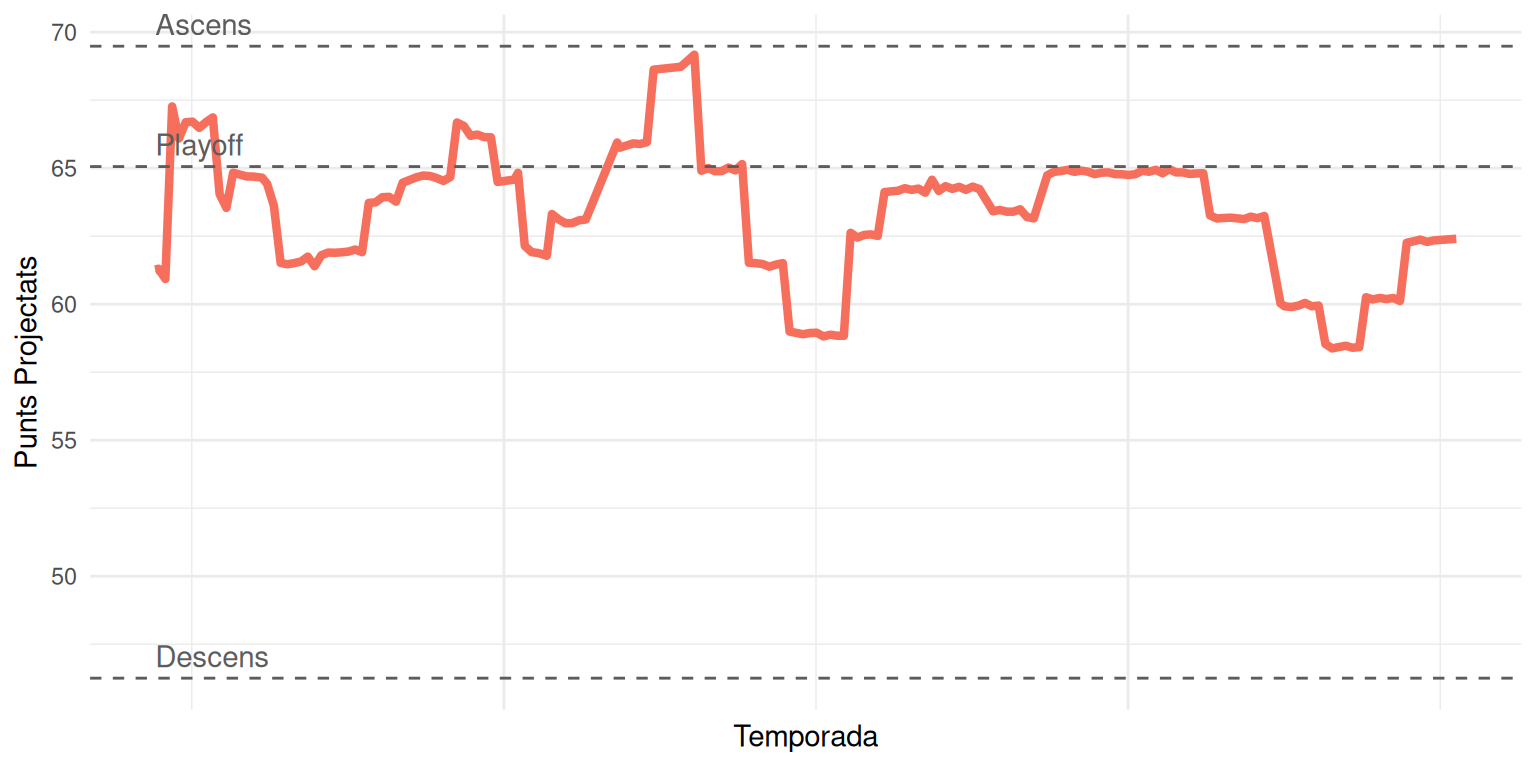 Ascens
70
Playoff
65
60
55
50
Descens
Punts Projectats
Temporada